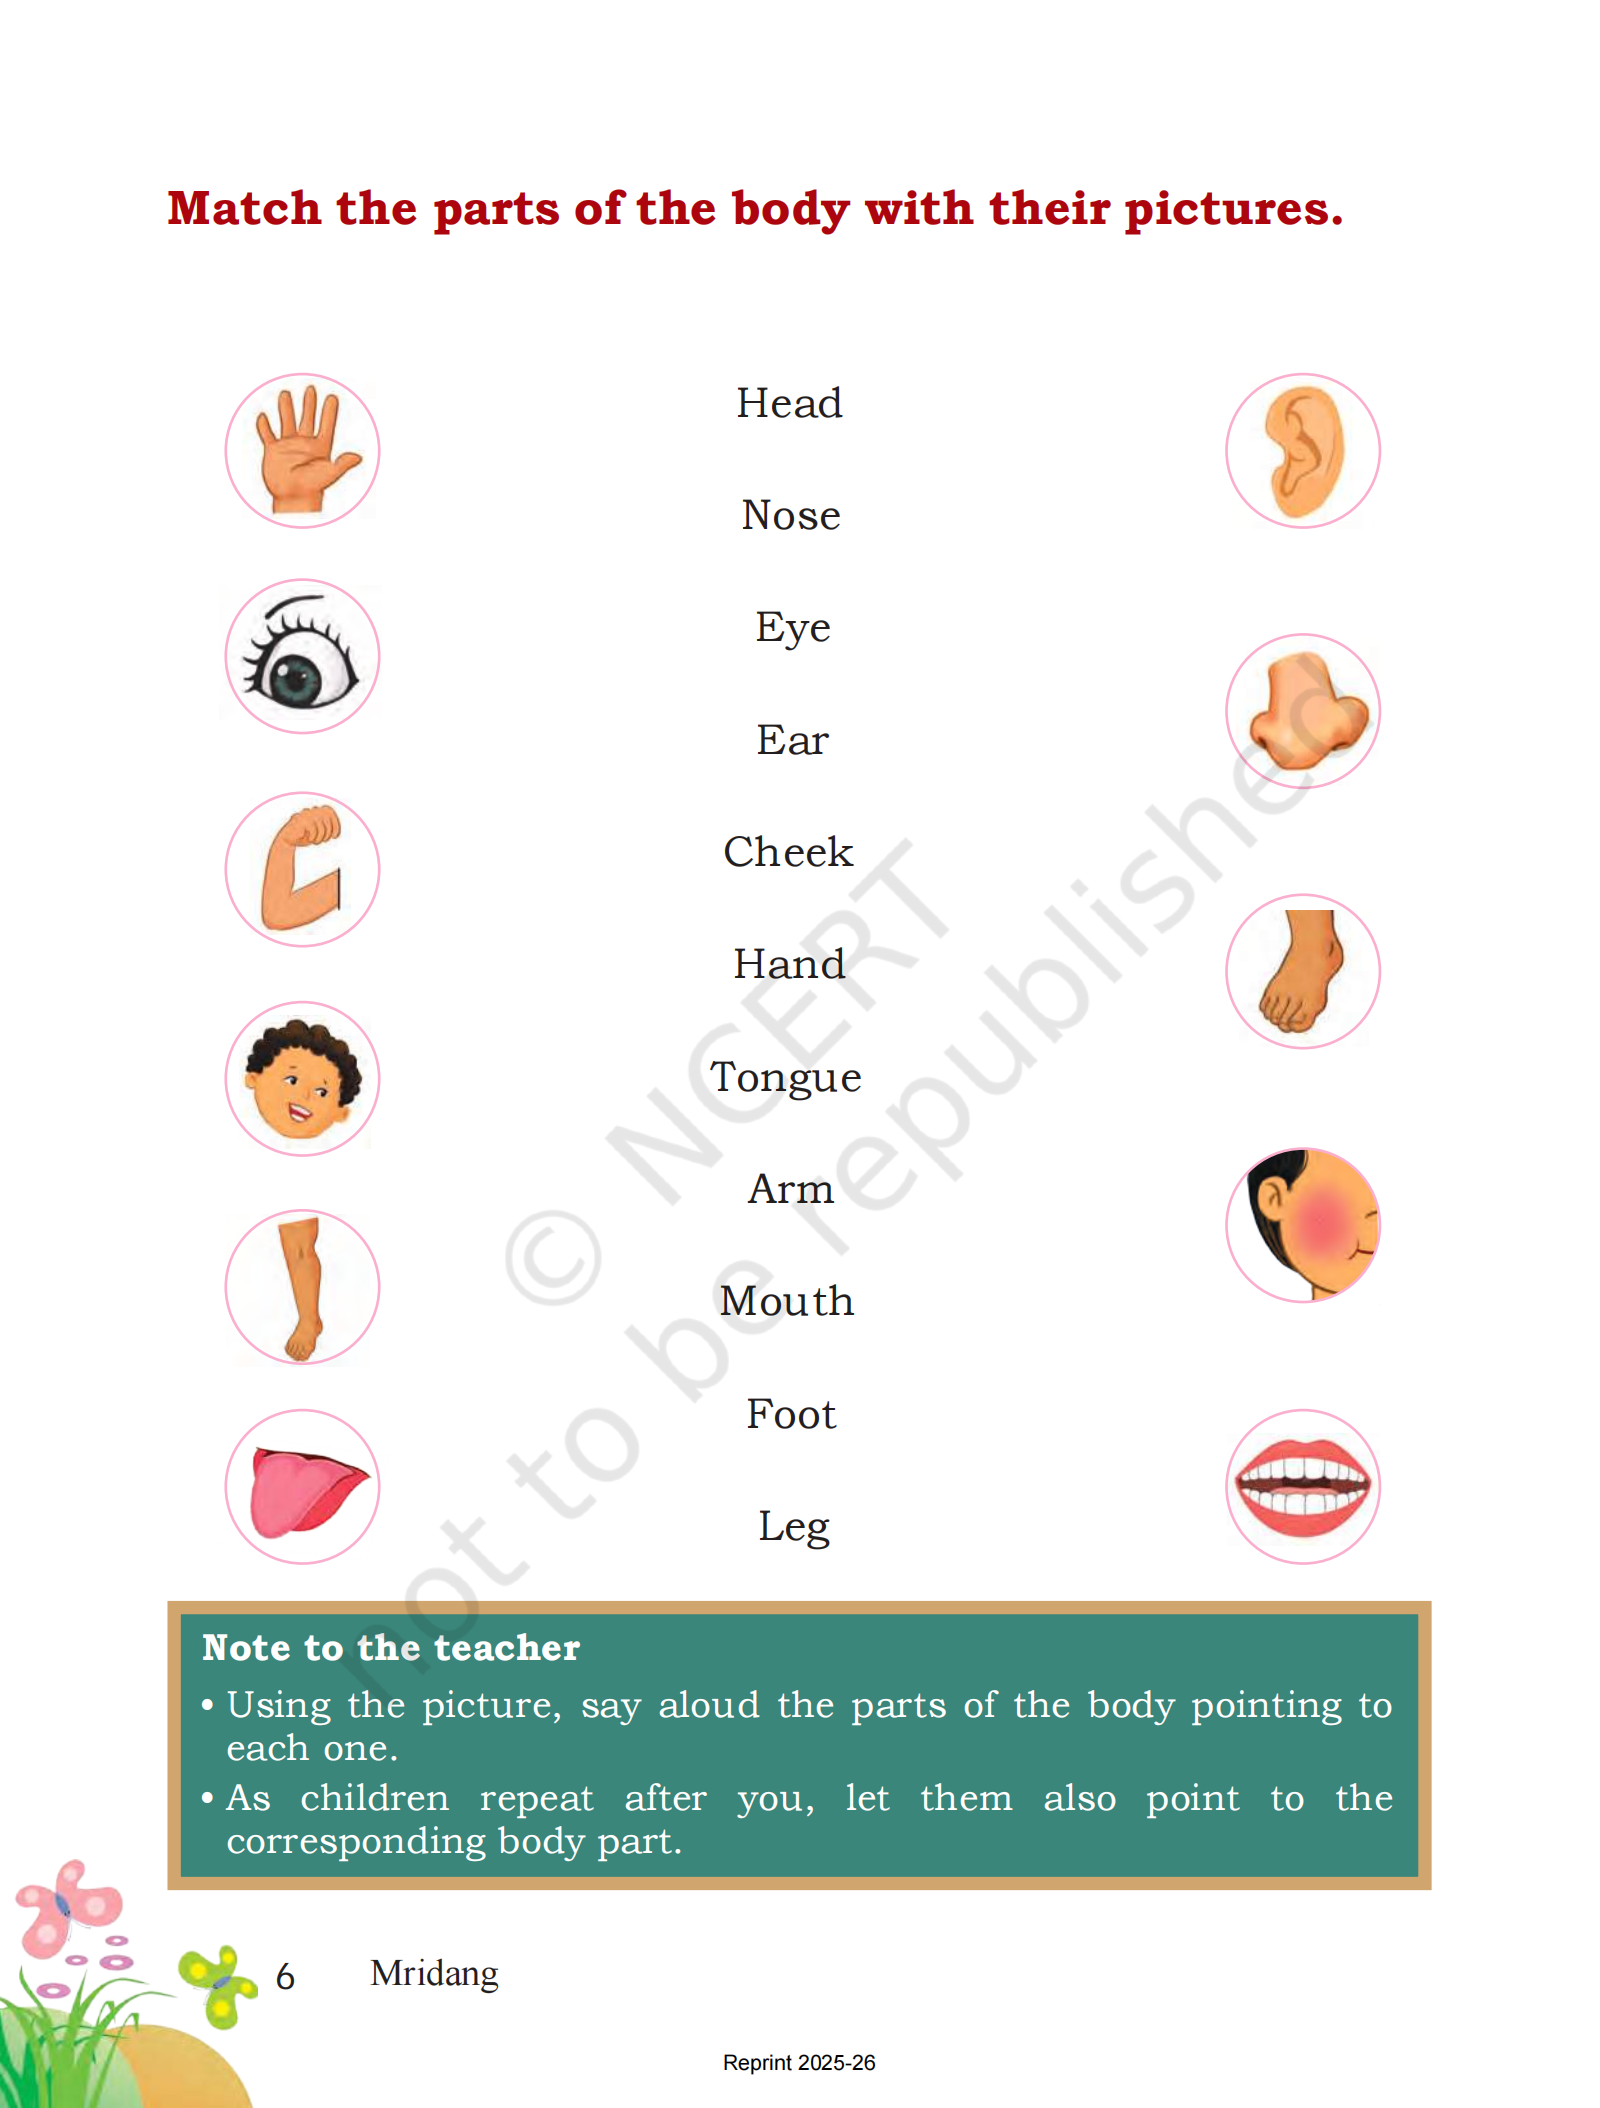 Match the parts of the body with their pictures.
Head
Nose
Eye
Ear
Cheek
Hand
Tongue
Arm
Mouth
Foot
Leg
© NCERT
not to be republished
Note to the teacher
• Using the picture, say aloud the parts of the body pointing to
each one.
• As children repeat after you, let them also point to the
corresponding body part.
6 Mridang
Reprint 2025-26